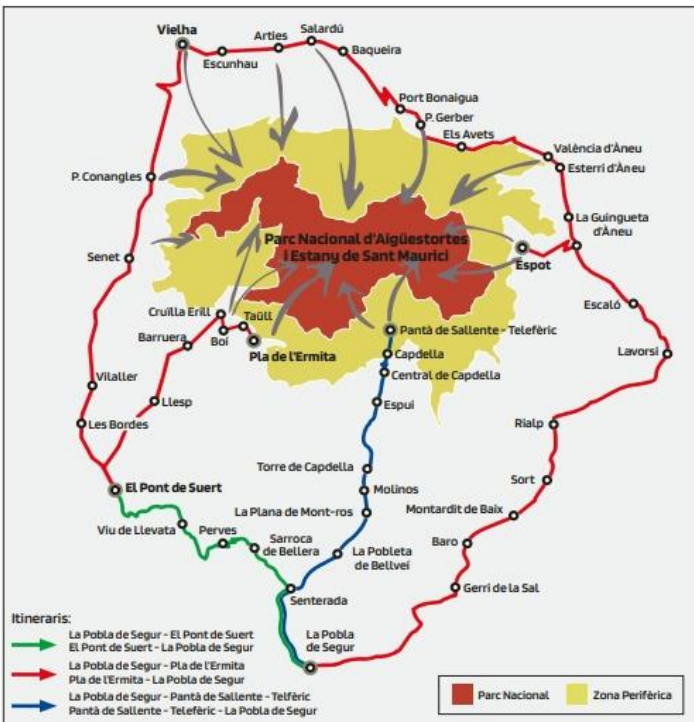 Vielha
Escunhau
Arties
Salardú
Baqueira
Port Bonaigua
P. Gerber
Els Avets
València d'Àneu
Esterri d'Àneu
La Guingueta
d'Àneu
P. Conangles
Senet
Parc Nacional d'Aigüestortes
I Estany de Sant Maurici
Espot
Escaló
Lavorsi
Cruïlla Erill
Taüll
Boí
Barruera
Pla de l'Ermita
Pantà de Sallente - Telefèric
Capdella
Central de Capdella
Espui
Vilaller
Llesp
Les Bordes
Rialp
El Pont de Suert
Torre de Capdella
Molinos
Sort
La Plana de Mont-ros
Montardit de Baix
Viu de Llevata
Perves
Sarroca
de Bellera
La Pobleta
de Bellveí
Baro
Senterada
Gerri de la Sal
La Pobla
de Segur
Itineraris:
La Pobla de Segur - El Pont de Suert
El Pont de Suert - La Pobla de Segur
La Pobla de Segur - Pla de l'Ermita
Pla de l'Ermita - La Pobla de Segur
La Pobla de Segur - Pantà de Sallente - Telfèric
Pantà de Sallente - Telefèric - La Pobla de Segur
Parc Nacional
Zona Perifèrica